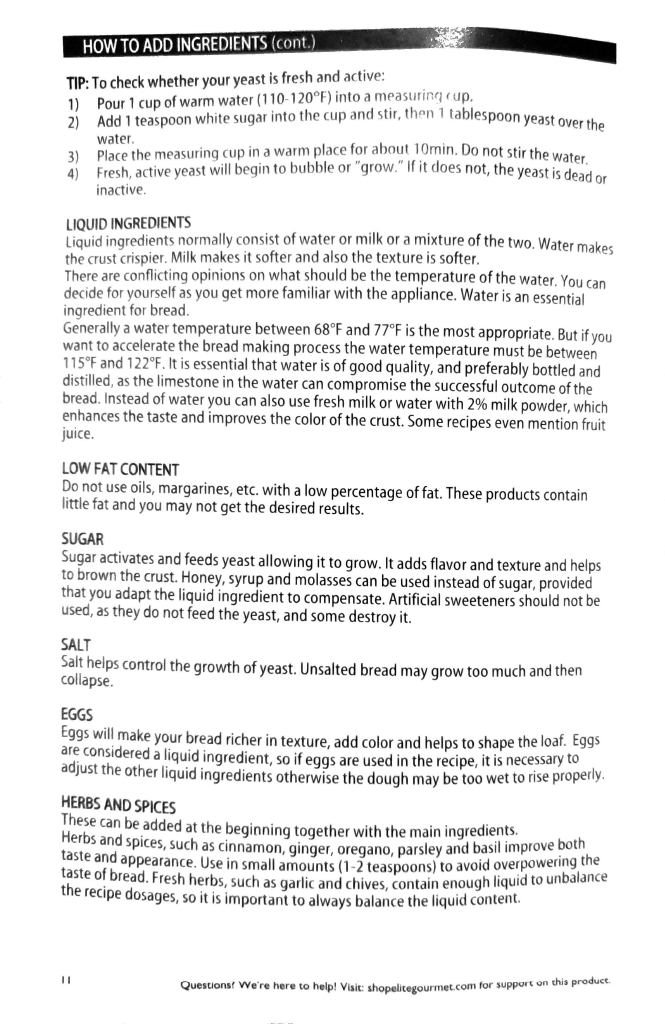 HOW TO ADD INGREDIENTS (cont.)
TIP: To check whether your yeast is fresh and active:
1) Pour 1 cup of warm water (110-120°F) into a measuring cup.
2) Add 1 teaspoon white sugar into the cup and stir, then 1 tablespoon yeast over the
water.
3) Place the measuring cup in a warm place for about 10min. Do not stir the water.
4) Fresh, active yeast will begin to bubble or "grow." If it does not, the yeast is dead or
inactive.
LIQUID INGREDIENTS
Liquid ingredients normally consist of water or milk or a mixture of the two. Water makes
the crust crispier. Milk makes it softer and also the texture is softer.
There are conflicting opinions on what should be the temperature of the water. You can
decide for yourself as you get more familiar with the appliance. Water is an essential
ingredient for bread.
Generally a water temperature between 68°F and 77°F is the most appropriate. But if you
want to accelerate the bread making process the water temperature must be between
115°F and 122°F. It is essential that water is of good quality, and preferably bottled and
distilled, as the limestone in the water can compromise the successful outcome of the
bread. Instead of water you can also use fresh milk or water with 2% milk powder, which
enhances the taste and improves the color of the crust. Some recipes even mention fruit
juice.
LOW FAT CONTENT
Do not use oils, margarines, etc. with a low percentage of fat. These products contain
little fat and you may not get the desired results.
SUGAR
Sugar activates and feeds yeast allowing it to grow. It adds flavor and texture and helps
to brown the crust. Honey, syrup and molasses can be used instead of sugar, provided
that you adapt the liquid ingredient to compensate. Artificial sweeteners should not be
used, as they do not feed the yeast, and some destroy it.
SALT
Salt helps control the growth of yeast. Unsalted bread may grow too much and then
collapse.
EGGS
Eggs will make your bread richer in texture, add color and helps to shape the loaf. Eggs
are considered a liquid ingredient, so if eggs are used in the recipe, it is necessary to
adjust the other liquid ingredients otherwise the dough may be too wet to rise properly.
HERBS AND SPICES
These can be added at the beginning together with the main ingredients.
Herbs and spices, such as cinnamon, ginger, oregano, parsley and basil improve both
taste and appearance. Use in small amounts (1-2 teaspoons) to avoid overpowering the
taste of bread. Fresh herbs, such as garlic and chives, contain enough liquid to unbalance
the recipe dosages, so it is important to always balance the liquid content.
11
Questions? We're here to help! Visit: shopelitegourmet.com for support on this product.